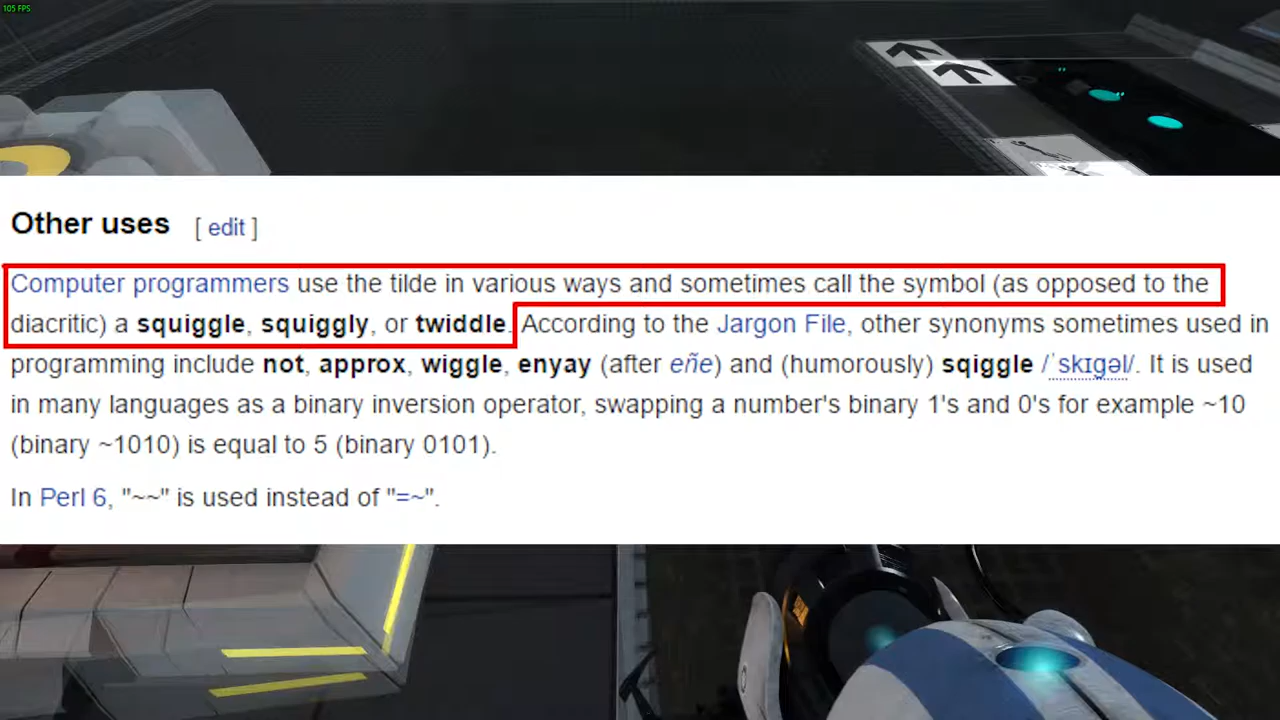 105 FPS
Other uses [ edit ]
Computer programmers use the tilde in various ways and sometimes call the symbol (as opposed to the
diacritic) a squiggle, squiggly, or twiddle. According to the Jargon File, other synonyms sometimes used in
programming include not, approx, wiggle, enyay (after eñe) and (humorously) sqiggle /ˈskɪɡəl/. It is used
in many languages as a binary inversion operator, swapping a number's binary 1's and 0's for example ~10
(binary ~1010) is equal to 5 (binary 0101).
In Perl 6, "~~" is used instead of "=~".